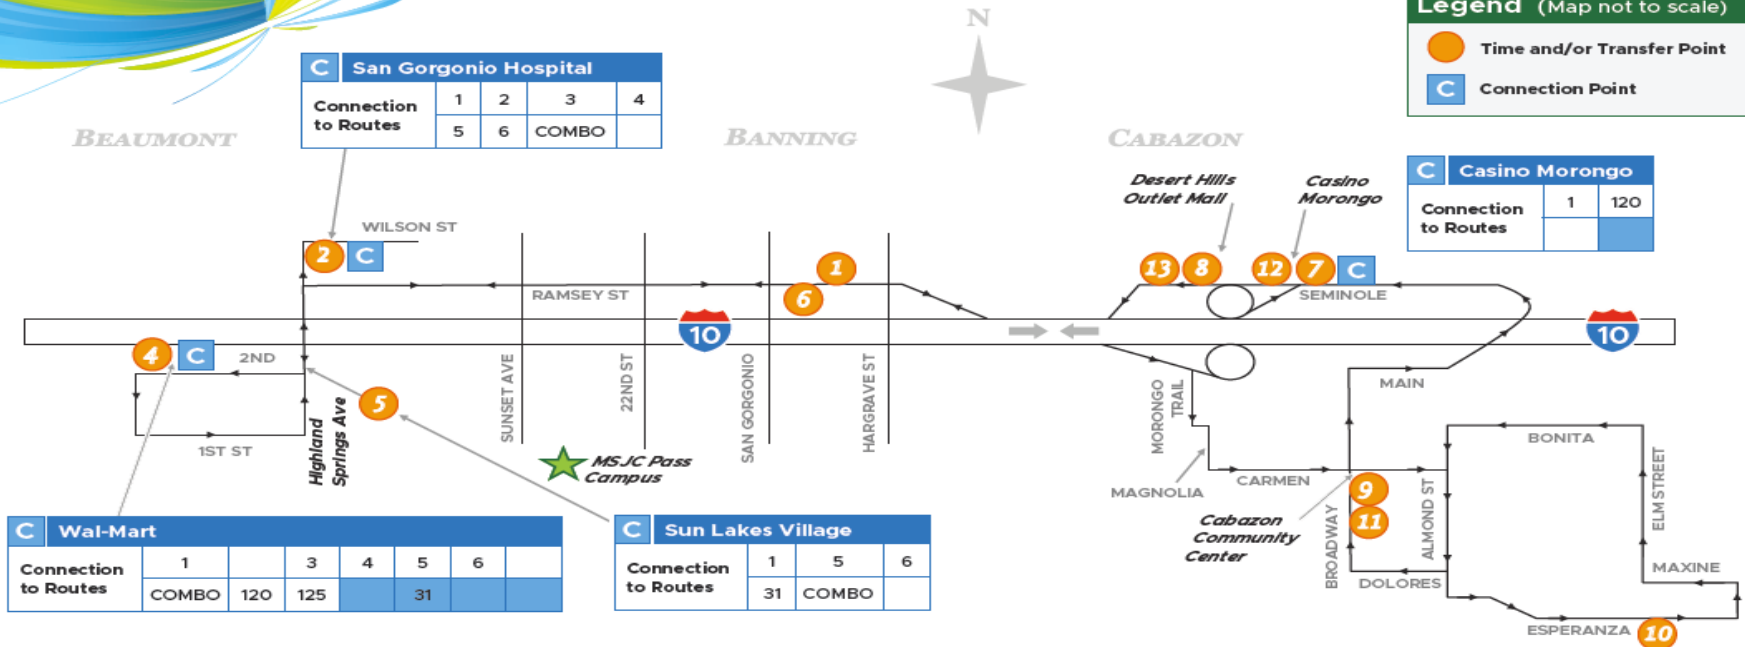 Legend (Map not to scale)
Time and/or Transfer Point
C Connection Point
N
C San Gorgonio Hospital
Connection to Routes
1 2 3 4
5 6 COMBO
BEAUMONT
BANNING
CABAZON
C Casino Morongo
Connection to Routes
1 120
Desert Hills
Outlet Mall
Casino
Morongo
WILSON ST
2 C
1
13 8 12 7 C
RAMSEY ST
6
SEMINOLE
10
10
4 C
2ND
5
1ST ST
Highland
Springs Ave
SUNSET AVE
22ND ST
SAN GORGONIO
HARGRAVE ST
MSJC Pass
Campus
MORONGO
TRAIL
MAIN
MAGNOLIA
CARMEN
BONITA
ALMOND ST
ELM STREET
9
11
Cabazon
Community
Center
BROADWAY
DOLORES
MAXINE
ESPERANZA
10
C Wal-Mart
Connection to Routes
1 3 4 5 6
COMBO 120 125 31
C Sun Lakes Village
Connection to Routes
1 5 6
31 COMBO